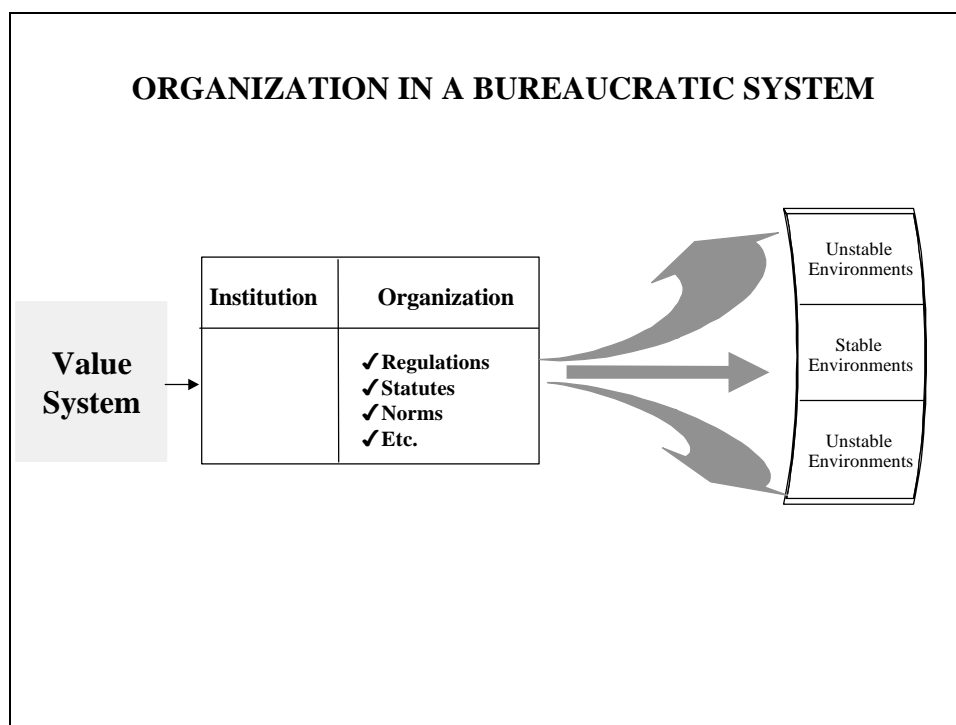 ORGANIZATION IN A BUREAUCRATIC SYSTEM
Value
System
Institution
Organization
✓Regulations
✓Statutes
✓Norms
✓Etc.
Unstable
Environments
Stable
Environments
Unstable
Environments